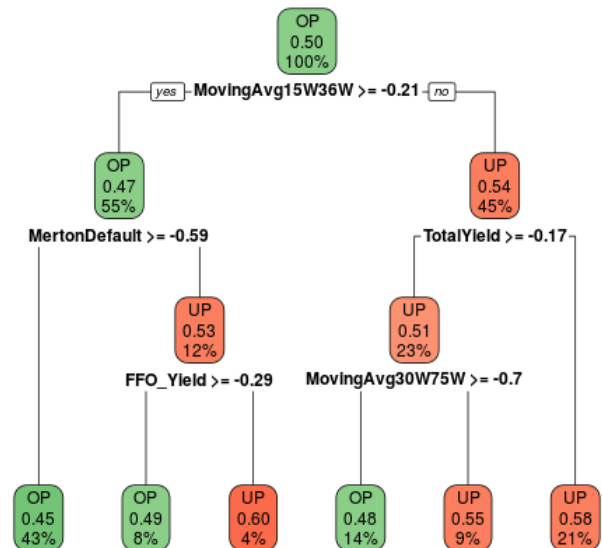 OP
0.50
100%
yes MovingAvg15W36W >= -0.21 no
OP
0.47
55%
UP
0.54
45%
MertonDefault >= -0.59
TotalYield >= -0.17
UP
0.53
12%
UP
0.51
23%
FFO_Yield >= -0.29
MovingAvg30W75W >= -0.7
OP
0.45
43%
OP
0.49
8%
UP
0.60
4%
OP
0.48
14%
UP
0.55
9%
UP
0.58
21%